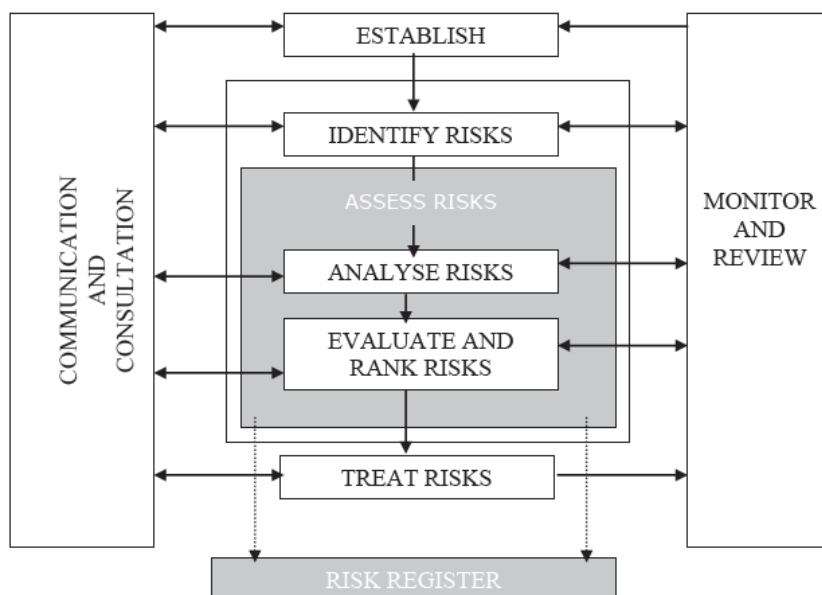 ESTABLISH
IDENTIFY RISKS
ASSESS RISKS
ANALYSE RISKS
EVALUATE AND
RANK RISKS
TREAT RISKS
RISK REGISTER
COMMUNICATION
AND
CONSULTATION
MONITOR
AND
REVIEW